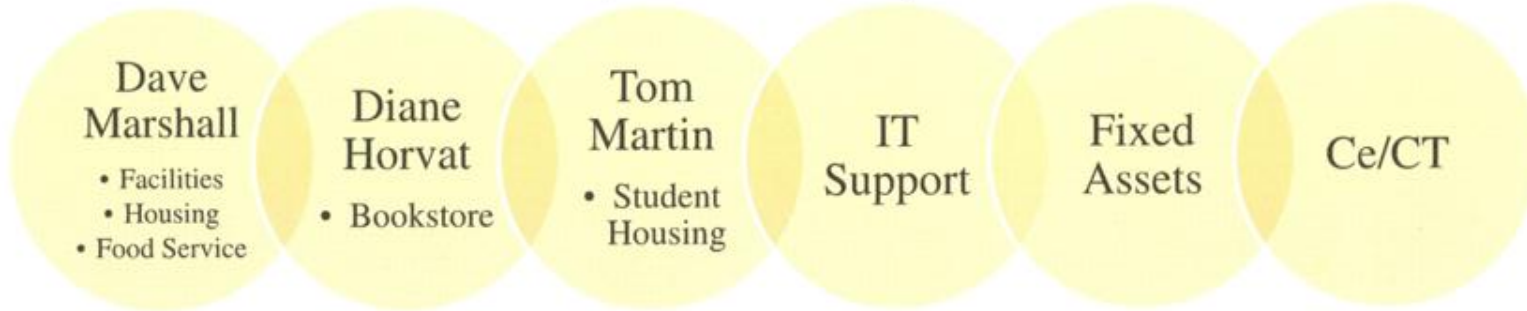 Dave
Marshall
• Facilities
• Housing
• Food Service
Diane
Horvat
• Bookstore
Tom
Martin
• Student
Housing
IT
Support
Fixed
Assets
Ce/CT